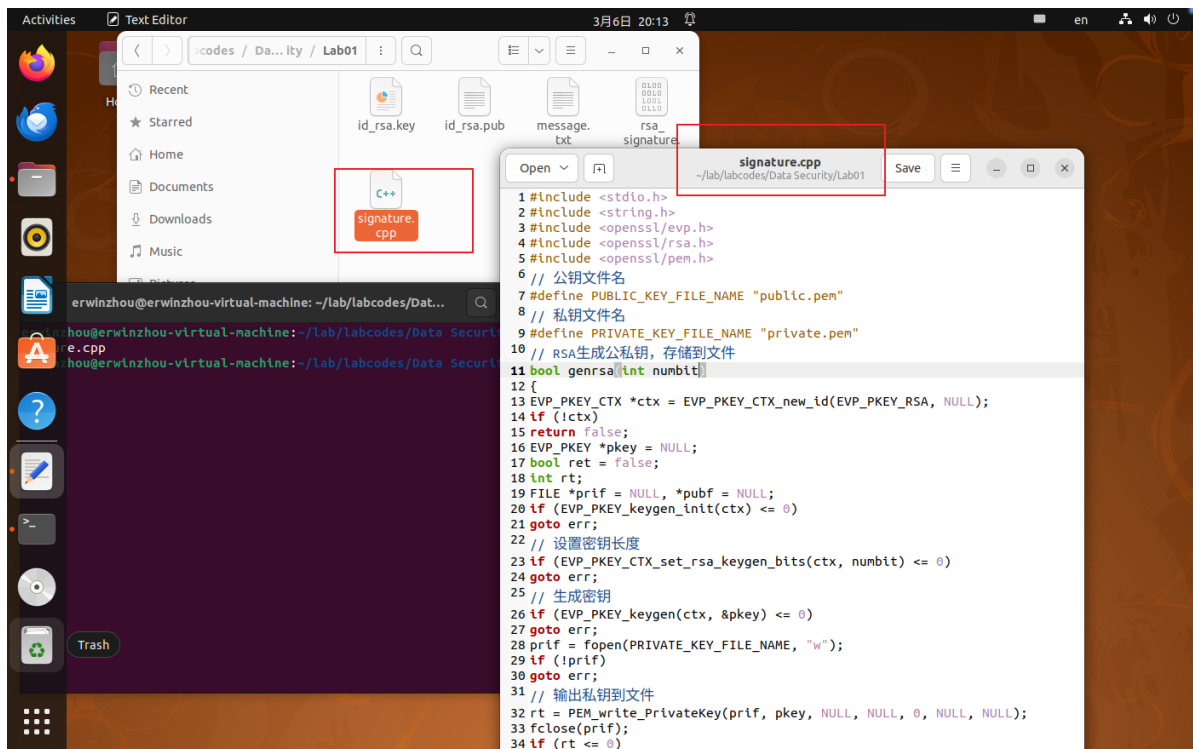 Activities
Text Editor
3月6日 20:13
en
codes / Da…ity / Lab01
Recent
Starred
Home
Documents
Downloads
Music
id_rsa.key
id_rsa.pub
message.
txt
rsa_
signature.
signature.
cpp
erwinzhou@erwinzhou-virtual-machine: ~/lab/labcodes/Dat...
zhou@erwinzhou-virtual-machine:~/lab/labcodes/Data Securi
re.cpp
zhou@erwinzhou-virtual-machine:~/lab/labcodes/Data Securi
Trash
Open
signature.cpp
~/lab/labcodes/Data Security/Lab01
Save
1 #include <stdio.h>
2 #include <string.h>
3 #include <openssl/evp.h>
4 #include <openssl/rsa.h>
5 #include <openssl/pem.h>
6 // 公钥文件名
7 #define PUBLIC_KEY_FILE_NAME "public.pem"
8 // 私钥文件名
9 #define PRIVATE_KEY_FILE_NAME "private.pem"
10 // RSA生成公私钥，存储到文件
11 bool genrsa(int numbit)
12 {
13 EVP_PKEY_CTX *ctx = EVP_PKEY_CTX_new_id(EVP_PKEY_RSA, NULL);
14 if (!ctx)
15 return false;
16 EVP_PKEY *pkey = NULL;
17 bool ret = false;
18 int rt;
19 FILE *prif = NULL, *pubf = NULL;
20 if (EVP_PKEY_keygen_init(ctx) <= 0)
21 goto err;
22 // 设置密钥长度
23 if (EVP_PKEY_CTX_set_rsa_keygen_bits(ctx, numbit) <= 0)
24 goto err;
25 // 生成密钥
26 if (EVP_PKEY_keygen(ctx, &pkey) <= 0)
27 goto err;
28 prif = fopen(PRIVATE_KEY_FILE_NAME, "w");
29 if (!prif)
30 goto err;
31 // 输出私钥到文件
32 rt = PEM_write_PrivateKey(prif, pkey, NULL, NULL, 0, NULL, NULL);
33 fclose(prif);
34 if (rt <= 0)